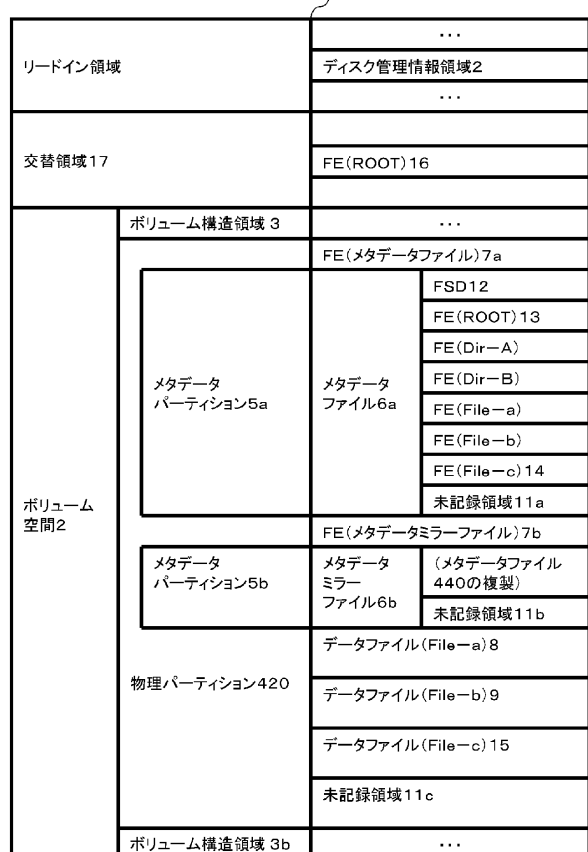 ...
リードイン領域
ディスク管理情報領域2
...
交替領域17
FE(ROOT)16
ボリューム構造領域 3
...
FE(メタデータファイル)7a
FSD12
FE(ROOT)13
FE(Dir－A)
メタデータ
パーティション5a
メタデータ
ファイル6a
FE(Dir－B)
FE(File－a)
FE(File－b)
FE(File－c)14
未記録領域11a
ボリューム
空間2
FE(メタデータミラーファイル)7b
メタデータ
パーティション5b
メタデータ
ミラー
ファイル6b
(メタデータファイル
440の複製)
未記録領域11b
データファイル(File－a)8
物理パーティション420
データファイル(File－b)9
データファイル(File－c)15
未記録領域11c
ボリューム構造領域 3b
...